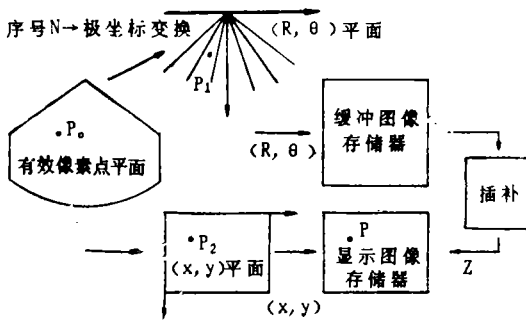 序号N→极坐标变换
(R, θ)平面
P₁
P₀
有效像素点平面
(R, θ)
缓冲图像
存储器
插补
P₂
(x, y)平面
(x, y)
P
显示图像
存储器
Z